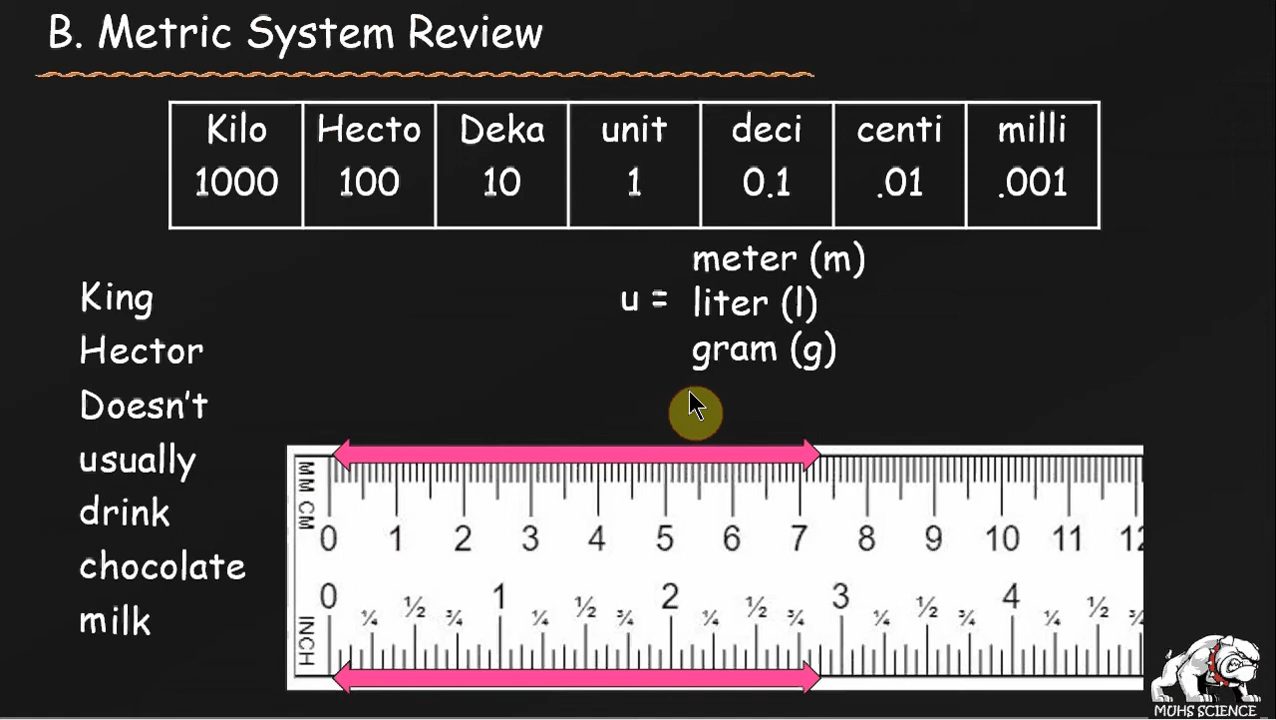 B. Metric System Review
Kilo Hecto Deka unit deci centi milli
1000 100 10 1 0.1 .01 .001
King
Hector
Doesn't
usually
drink
chocolate
milk
u =
meter (m)
liter (l)
gram (g)
MM CM
0 1 2 3 4 5 6 7 8 9 10 11 12
0 ¼ ½ ¾ 1 ¼ ½ ¾ 2 ¼ ½ ¾ 3 ¼ ½ ¾ 4 ¼ ½ ¾
INCH
MUHS SCIENCE